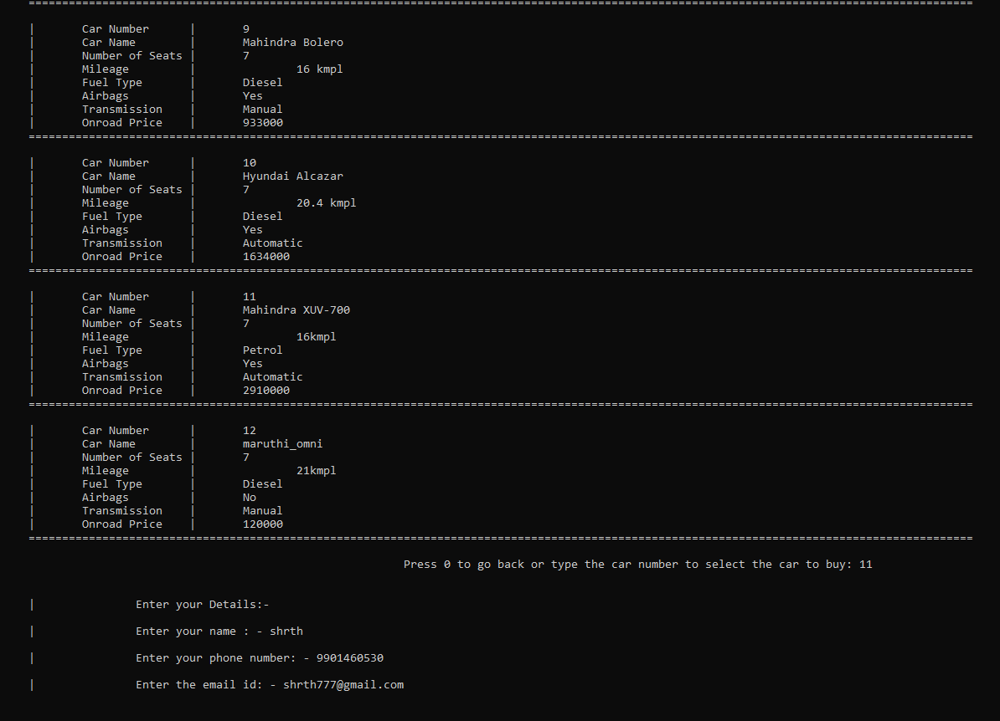 =============================================================================================================================================
| Car Number | 9
| Car Name | Mahindra Bolero
| Number of Seats | 7
| Mileage | 16 kmpl
| Fuel Type | Diesel
| Airbags | Yes
| Transmission | Manual
| Onroad Price | 933000
=============================================================================================================================================
| Car Number | 10
| Car Name | Hyundai Alcazar
| Number of Seats | 7
| Mileage | 20.4 kmpl
| Fuel Type | Diesel
| Airbags | Yes
| Transmission | Automatic
| Onroad Price | 1634000
=============================================================================================================================================
| Car Number | 11
| Car Name | Mahindra XUV-700
| Number of Seats | 7
| Mileage | 16kmpl
| Fuel Type | Petrol
| Airbags | Yes
| Transmission | Automatic
| Onroad Price | 2910000
=============================================================================================================================================
| Car Number | 12
| Car Name | maruthi_omni
| Number of Seats | 7
| Mileage | 21kmpl
| Fuel Type | Diesel
| Airbags | No
| Transmission | Manual
| Onroad Price | 120000
=============================================================================================================================================
Press 0 to go back or type the car number to select the car to buy: 11
| Enter your Details:-
| Enter your name : - shrth
| Enter your phone number: - 9901460530
| Enter the email id: - shrth777@gmail.com